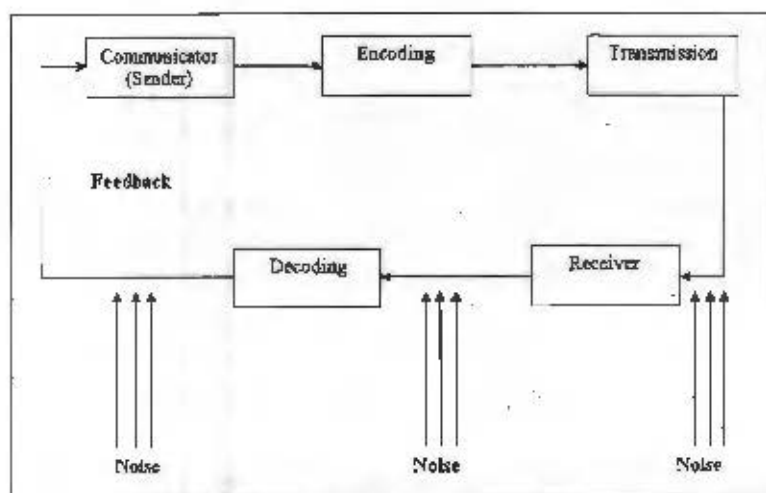 Communicator
(Sender)
Encoding
Transmission
Feedback
Decoding
Receiver
Noise
Noise
Noise